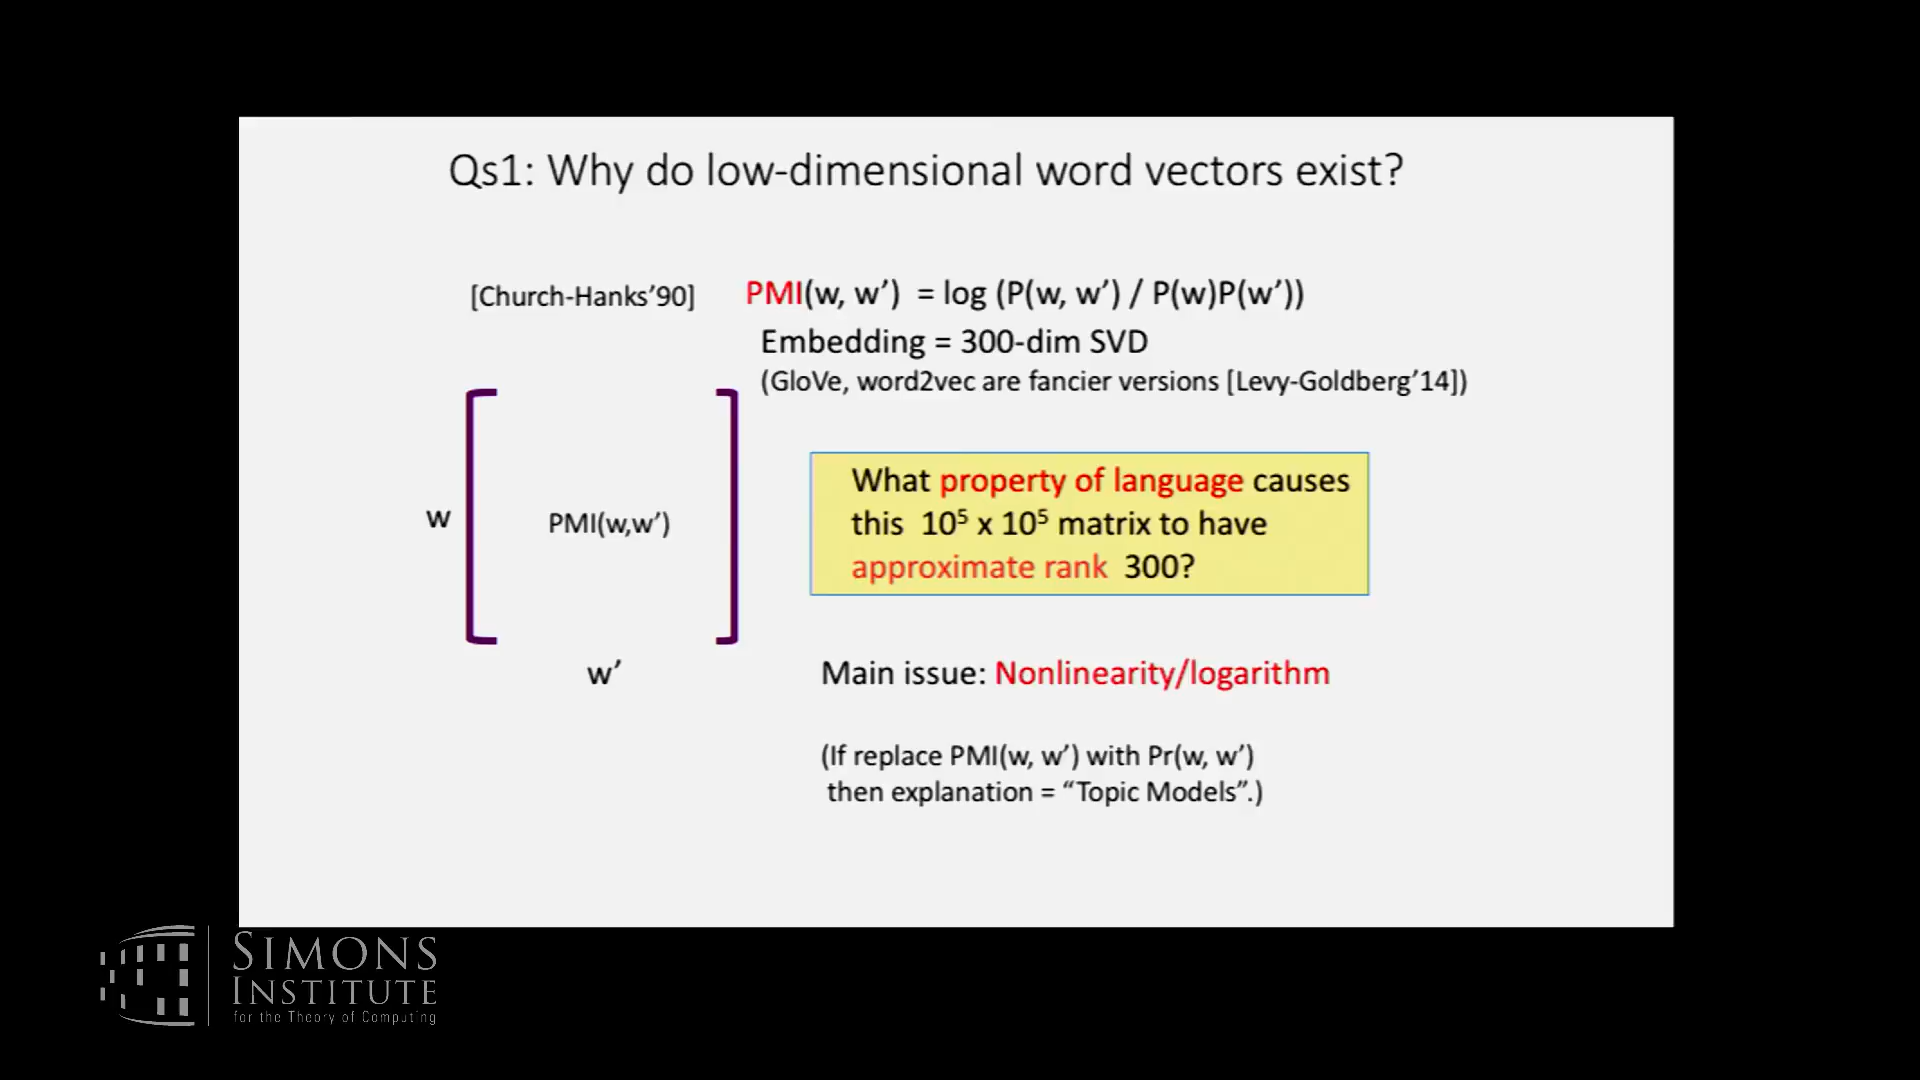 Qs1: Why do low-dimensional word vectors exist?
[Church-Hanks’90] PMI(w, w’) = log (P(w, w’) / P(w)P(w’))
Embedding = 300-dim SVD
(GloVe, word2vec are fancier versions [Levy-Goldberg’14])
What property of language causes
this 10⁵ x 10⁵ matrix to have
approximate rank 300?
w PMI(w,w’)
w’
Main issue: Nonlinearity/logarithm
(If replace PMI(w, w’) with Pr(w, w’)
then explanation = “Topic Models”.)
SIMONS
INSTITUTE
for the Theory of Computing